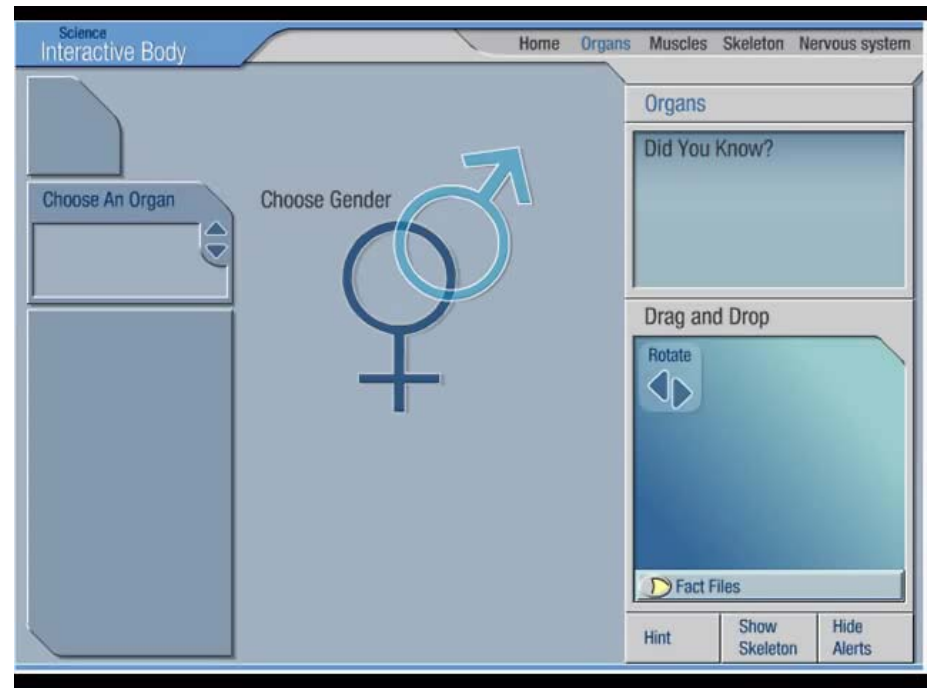 Science
Interactive Body
Home Organs Muscles Skeleton Nervous system
Choose An Organ
Choose Gender
Organs
Did You Know?
Drag and Drop
Rotate
Fact Files
Hint
Show
Skeleton
Hide
Alerts